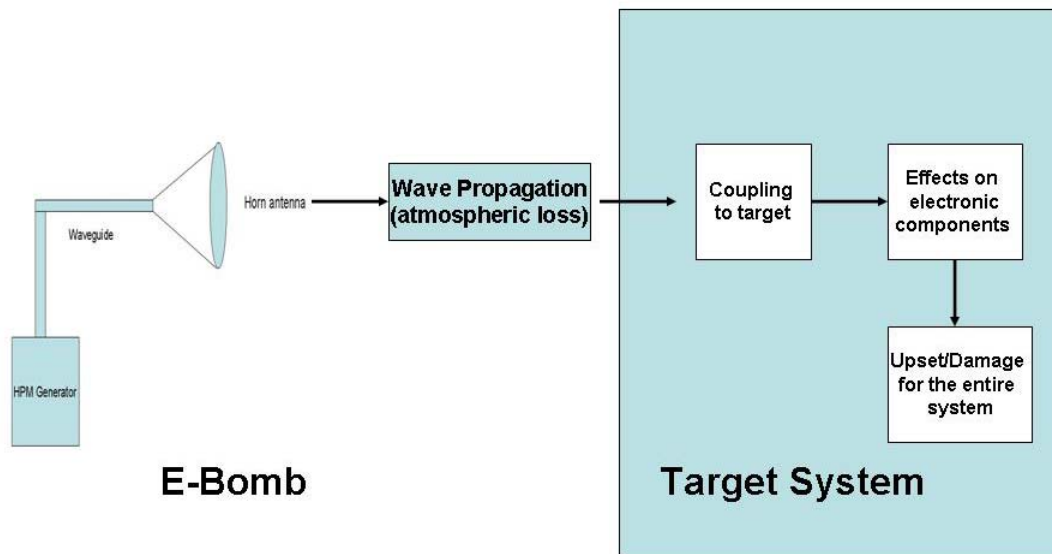 HPM Generator
Waveguide
Horn antenna
Wave Propagation
(atmospheric loss)
Coupling
to target
Effects on
electronic
components
Upset/Damage
for the entire
system
E-Bomb
Target System